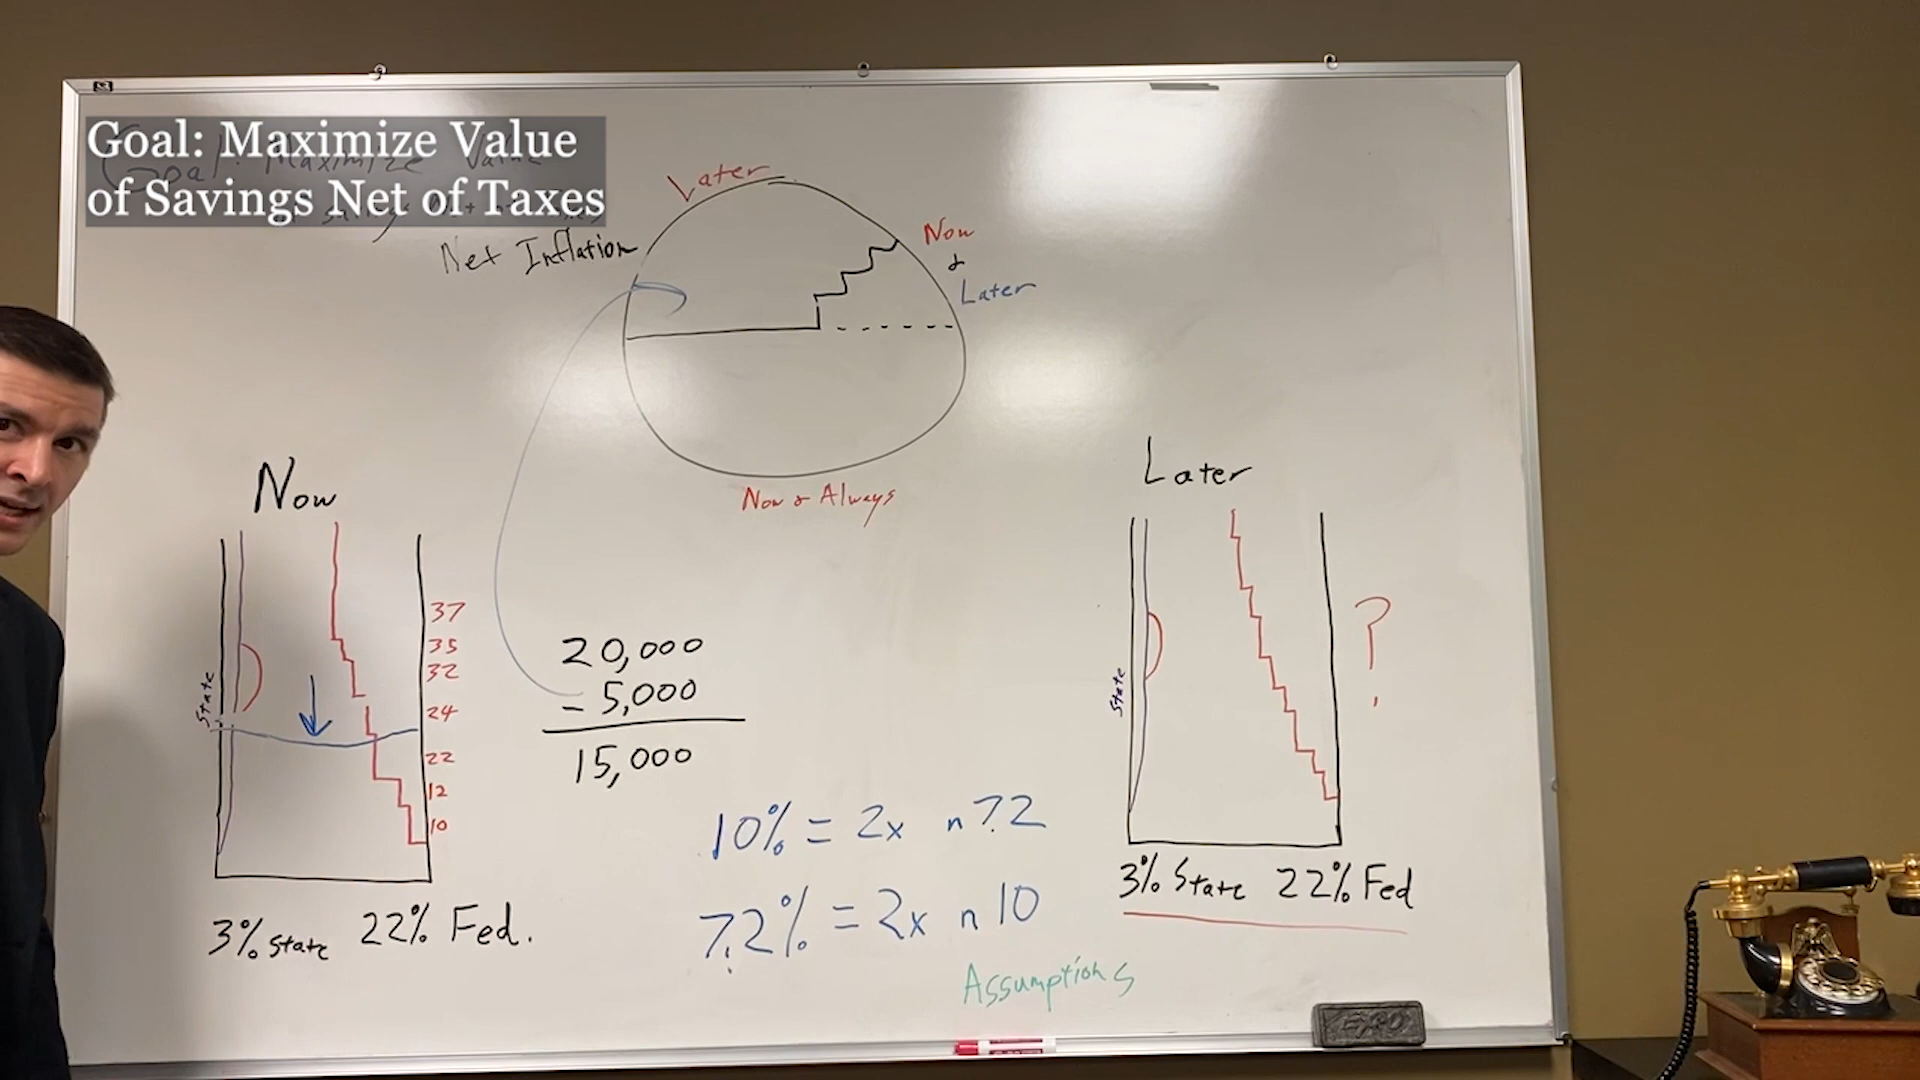 Goal: Maximize Value
of Savings Net of Taxes
Net Inflation
Later
Now
&
Later
Now & Always
Now
State
37
35
32
24
22
12
10
3% State 22% Fed.
20,000
- 5,000
15,000
10% = 2x n 7.2
7.2% = 2x n 10
Assumptions
Later
State
?
3% State 22% Fed
EXPO